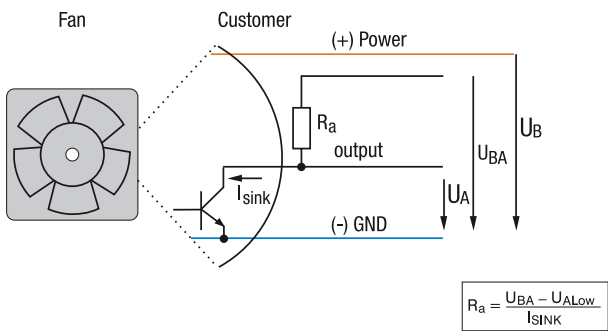 Fan
Customer
(+) Power
Ra
output
Isink
UA
UBA
UB
(-) GND
Ra = UBA – UALow
ISINK